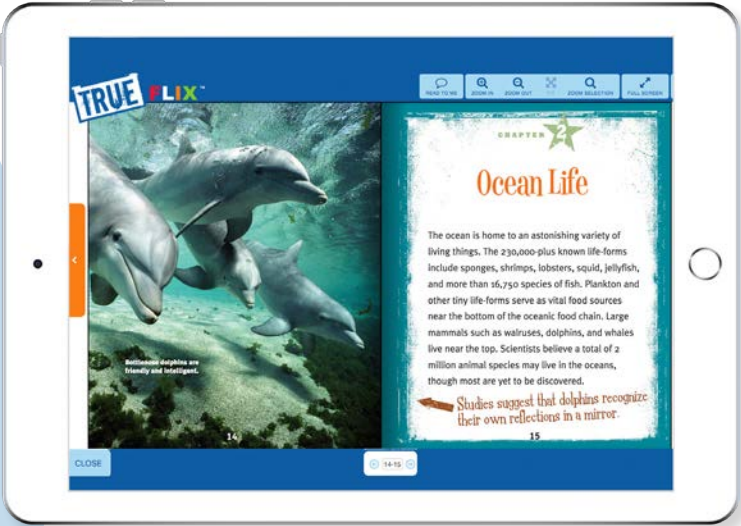 TRUE FLIX™
READ TO ME
ZOOM IN
ZOOM OUT
ZOOM SELECTION
FULL SCREEN
CHAPTER 2
Ocean Life
The ocean is home to an astonishing variety of
living things. The 230,000-plus known life-forms
include sponges, shrimps, lobsters, squid, jellyfish,
and more than 16,750 species of fish. Plankton and
other tiny life-forms serve as vital food sources
near the bottom of the oceanic food chain. Large
mammals such as walruses, dolphins, and whales
live near the top. Scientists believe a total of 2
million animal species may live in the oceans,
though most are yet to be discovered.
Studies suggest that dolphins recognize
their own reflections in a mirror.
Bottlenose dolphins are
friendly and intelligent.
14
15
CLOSE
14-15